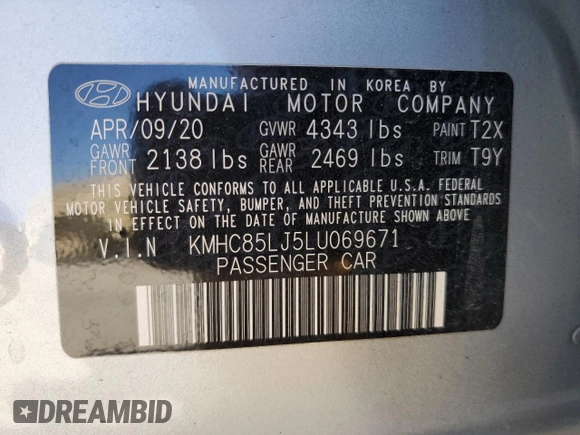 MANUFACTURED IN KOREA BY
HYUNDAI MOTOR COMPANY
APR/09/20 GVWR 4343 lbs PAINT T2X
GAWR FRONT 2138 lbs GAWR REAR 2469 lbs TRIM T9Y
THIS VEHICLE CONFORMS TO ALL APPLICABLE U.S.A. FEDERAL
MOTOR VEHICLE SAFETY, BUMPER, AND THEFT PREVENTION STANDARDS
IN EFFECT ON THE DATE OF MANUFACTURE SHOWN ABOVE
V.I.N KMHC85LJ5LU069671
PASSENGER CAR
DREAMBID